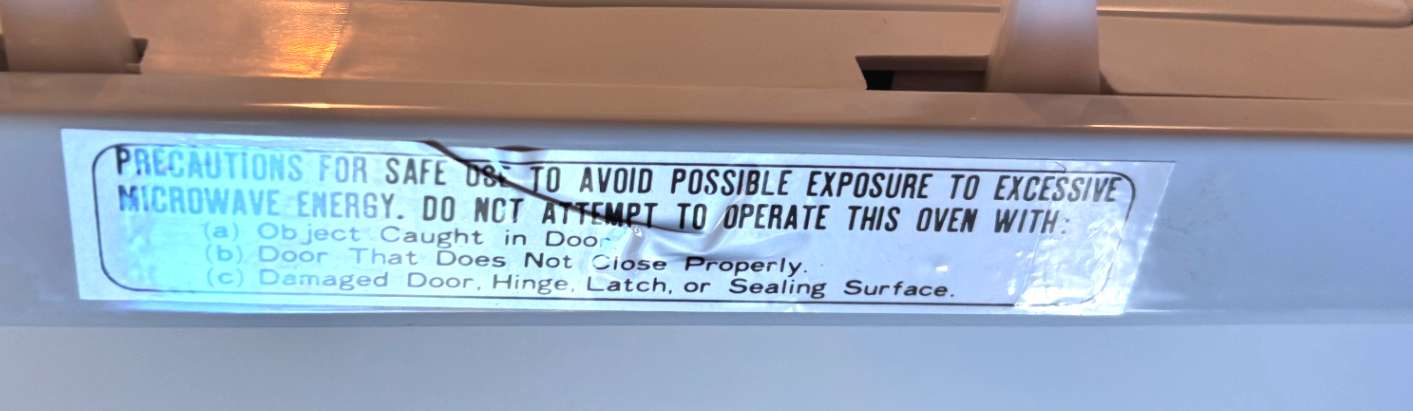 PRECAUTIONS FOR SAFE USE TO AVOID POSSIBLE EXPOSURE TO EXCESSIVE
MICROWAVE ENERGY. DO NOT ATTEMPT TO OPERATE THIS OVEN WITH:
(a) Object Caught in Door
(b) Door That Does Not Close Properly.
(c) Damaged Door, Hinge, Latch, or Sealing Surface.